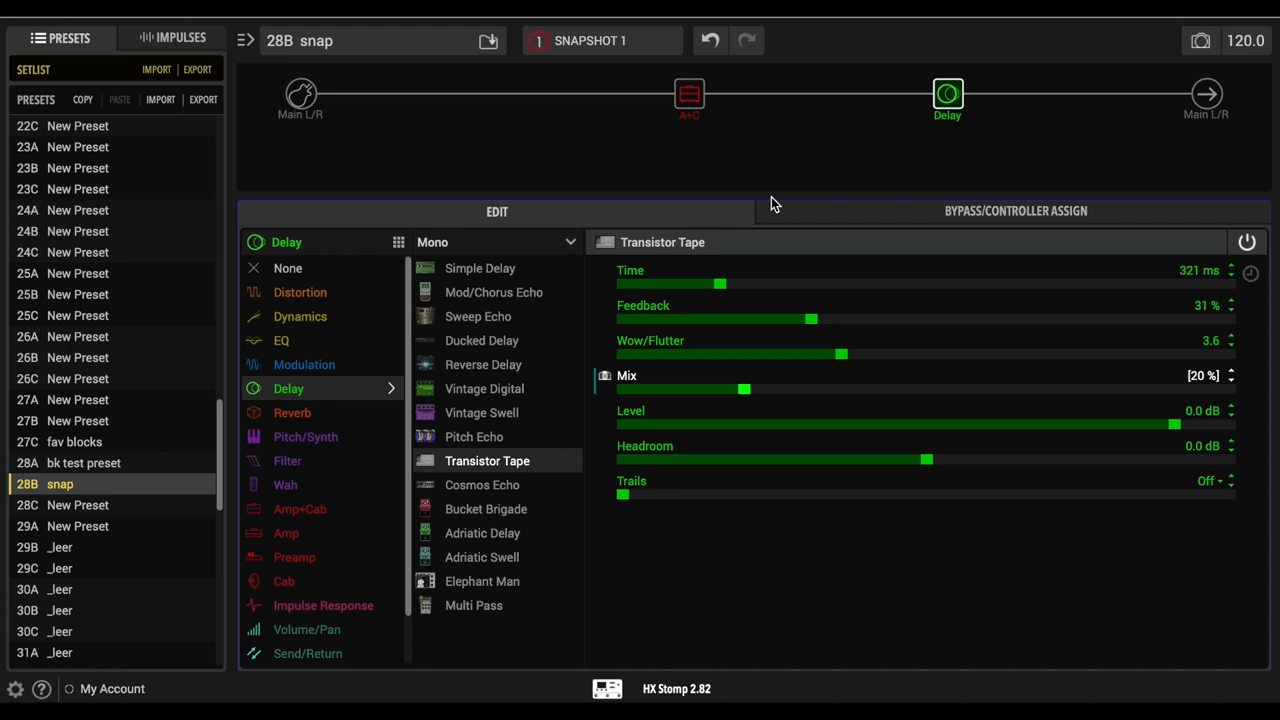 PRESETS
IMPULSES
28B snap
1 SNAPSHOT 1
120.0
SETLIST IMPORT | EXPORT
PRESETS COPY | PASTE | IMPORT | EXPORT
22C New Preset
23A New Preset
23B New Preset
23C New Preset
24A New Preset
24B New Preset
24C New Preset
25A New Preset
25B New Preset
25C New Preset
26A New Preset
26B New Preset
26C New Preset
27A New Preset
27B New Preset
27C fav blocks
28A bk test preset
28B snap
28C New Preset
29A New Preset
29B _leer
29C _leer
30A _leer
30B _leer
30C _leer
31A _leer
Main L/R
A+C
Delay
Main L/R
EDIT
BYPASS/CONTROLLER ASSIGN
Delay
None
Distortion
Dynamics
EQ
Modulation
Delay
Reverb
Pitch/Synth
Filter
Wah
Amp+Cab
Amp
Preamp
Cab
Impulse Response
Volume/Pan
Send/Return
Mono
Simple Delay
Mod/Chorus Echo
Sweep Echo
Ducked Delay
Reverse Delay
Vintage Digital
Vintage Swell
Pitch Echo
Transistor Tape
Cosmos Echo
Bucket Brigade
Adriatic Delay
Adriatic Swell
Elephant Man
Multi Pass
Transistor Tape
Time 321 ms
Feedback 31 %
Wow/Flutter 3.6
Mix [20 %]
Level 0.0 dB
Headroom 0.0 dB
Trails Off
? My Account
HX Stomp 2.82